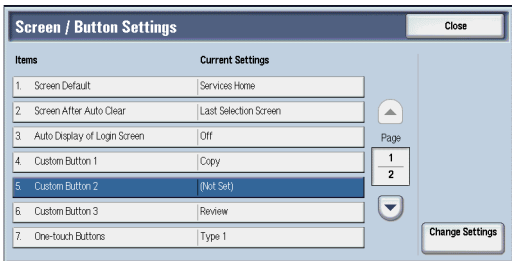 Screen / Button Settings
Close
Items Current Settings
1. Screen Default Services Home
2. Screen After Auto Clear Last Selection Screen
3. Auto Display of Login Screen Off
4. Custom Button 1 Copy
5. Custom Button 2 (Not Set)
6. Custom Button 3 Review
7. One-touch Buttons Type 1
Page
1
2
Change Settings